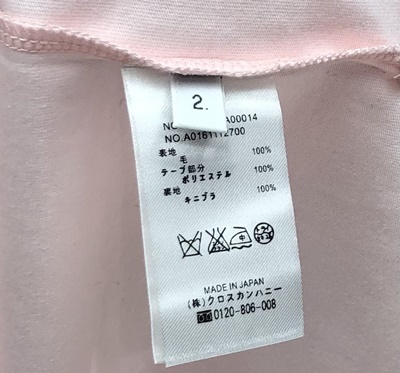 2.
A00014
NO.A0161112700
表地 100%
毛
テープ部分 100%
ポリエステル
裏地 100%
キュプラ
MADE IN JAPAN
(株)クロスカンパニー
0120-806-008